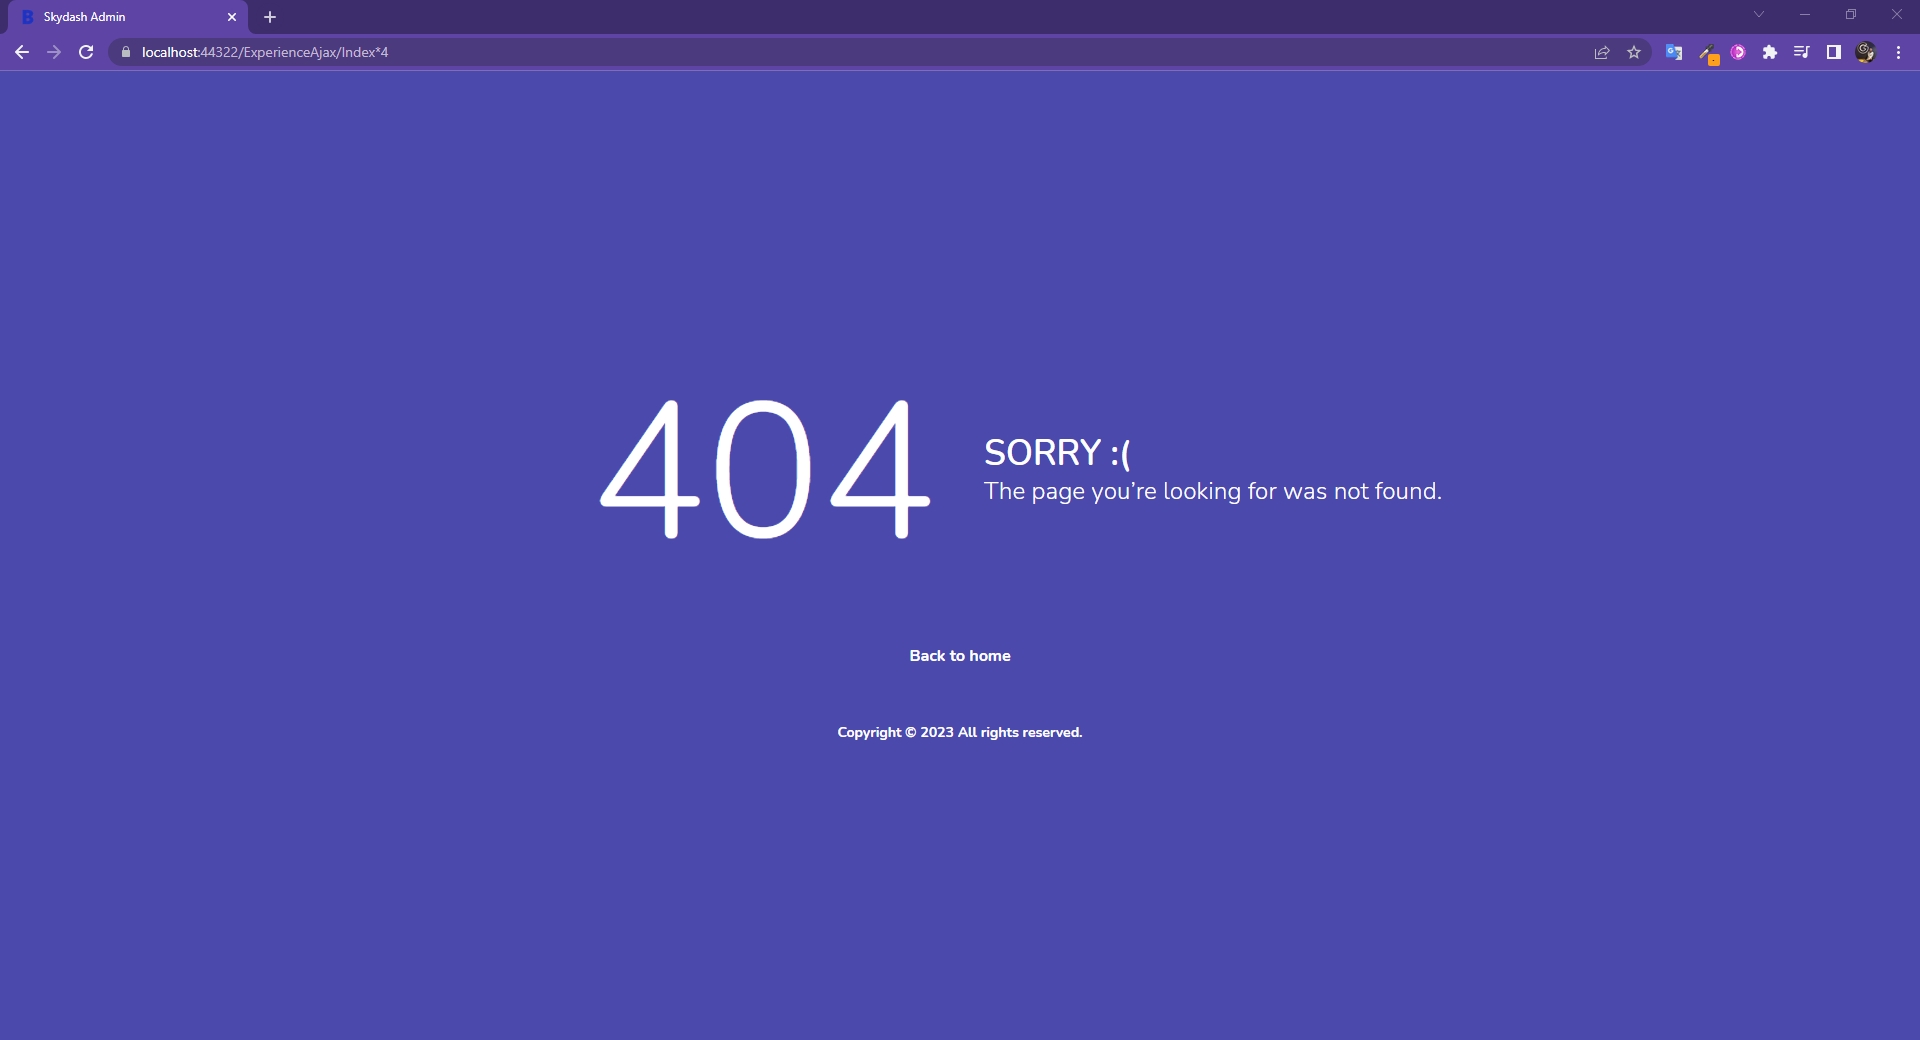 Skydash Admin
localhost:44322/ExperienceAjax/Index*4
404
SORRY :(
The page you’re looking for was not found.
Back to home
Copyright © 2023 All rights reserved.